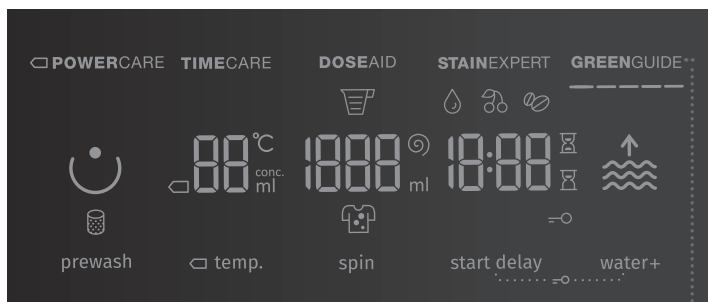 POWERCARE TIMECARE DOSEAID STAINEXPERT GREENGUIDE
88 °C conc. ml 1888 ml 18:88
prewash temp. spin start delay water+